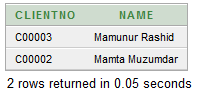 CLIENTNO NAME
C00003 Mamunur Rashid
C00002 Mamta Muzumdar
2 rows returned in 0.05 seconds